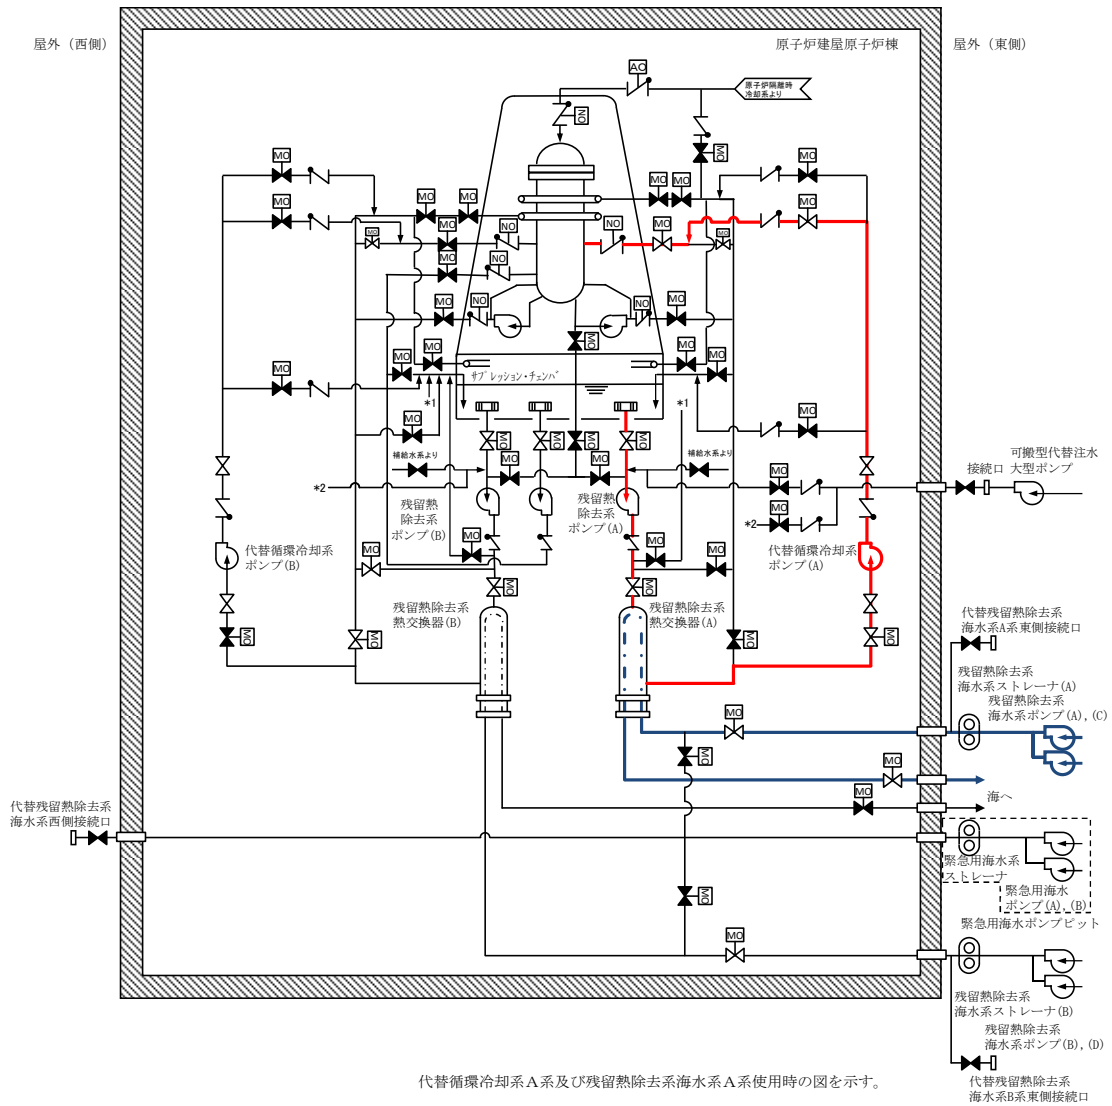 屋外（西側）
原子炉建屋原子炉棟
屋外（東側）
AO
原子炉隔離時
冷却系より
NO
MO
MO
MO
MO
MO
MO
MO
MO
MO
MO
MO
NO
NO
MO
MO
MO
NO
MO
MO
NO
NO
MO
MO
MO
MO
MO
MO
MO
サプレッション・チェンバ
*1
*1
MO
MO
MO
MO
MO
MO
補給水系より
補給水系より
MO
MO
MO
*2
*2
MO
接続口
可搬型代替注水
大型ポンプ
残留熱
除去系
ポンプ(B)
残留熱
除去系
ポンプ(A)
代替循環冷却系
ポンプ(B)
代替循環冷却系
ポンプ(A)
MO
MO
MO
MO
MO
MO
残留熱除去系
熱交換器(B)
残留熱除去系
熱交換器(A)
MO
MO
MO
MO
代替残留熱除去系
海水系A系東側接続口
残留熱除去系
海水系ストレーナ(A)
残留熱除去系
海水系ポンプ(A),(C)
MO
MO
MO
MO
海へ
代替残留熱除去系
海水系西側接続口
緊急用海水系
ストレーナ
緊急用海水
ポンプ(A),(B)
緊急用海水ポンプピット
MO
MO
残留熱除去系
海水系ストレーナ(B)
残留熱除去系
海水系ポンプ(B),(D)
代替残留熱除去系
海水系B系東側接続口
代替循環冷却系Ａ系及び残留熱除去系海水系Ａ系使用時の図を示す。